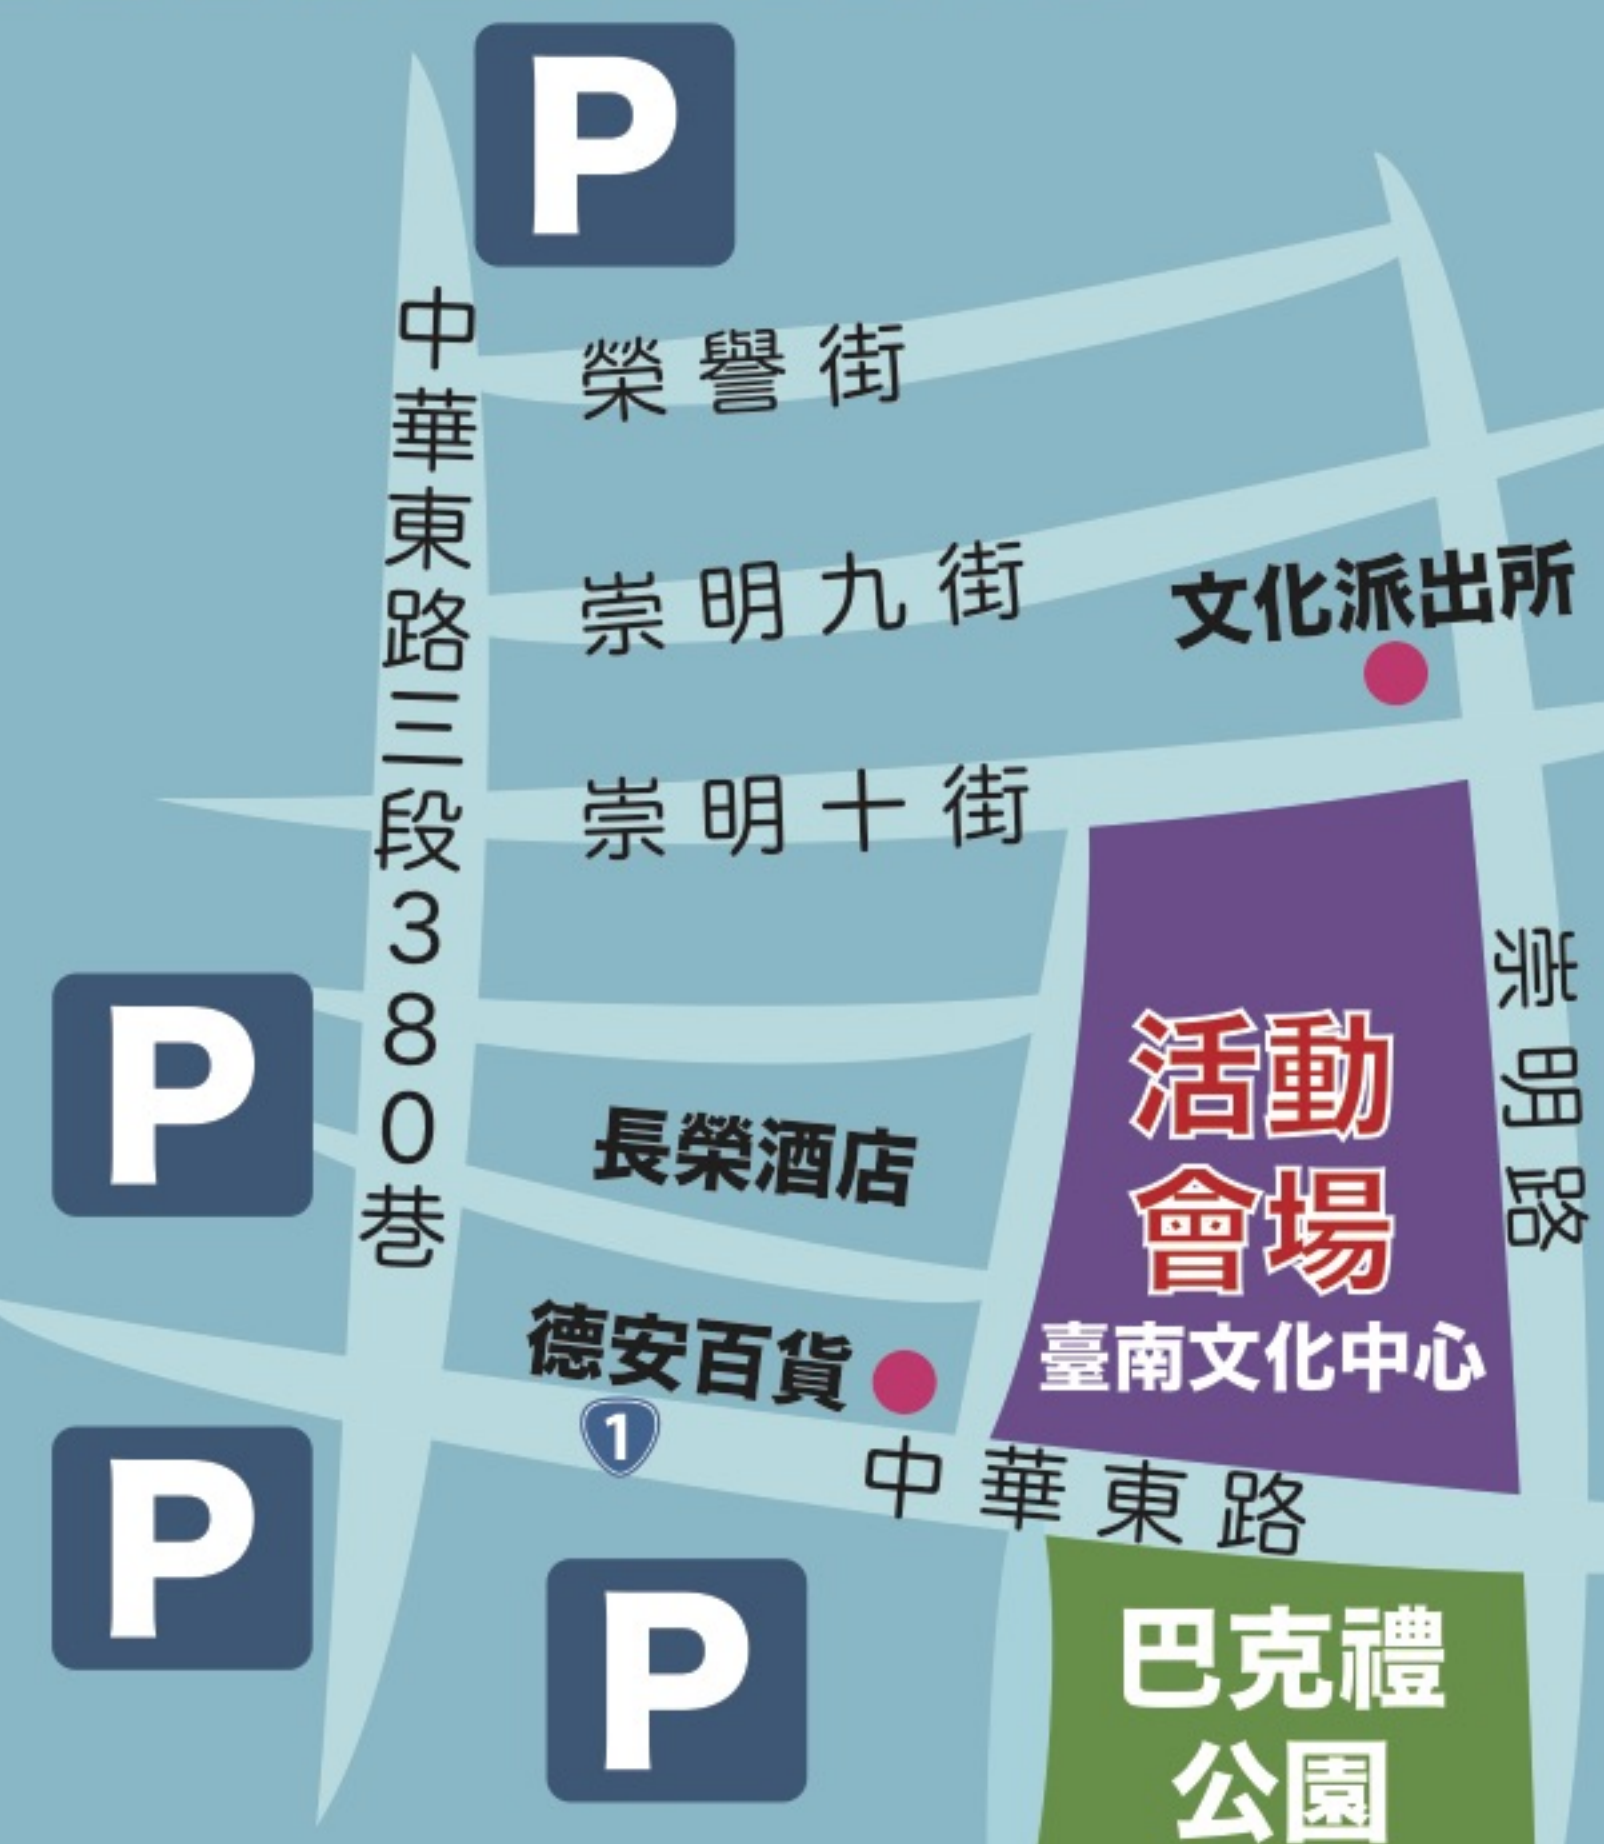 P
中華東路三段380巷
榮譽街
崇明九街
文化派出所
崇明十街
P
活動
會場
臺南文化中心
崇明路
長榮酒店
德安百貨
1
中華東路
P
P
巴克禮
公園